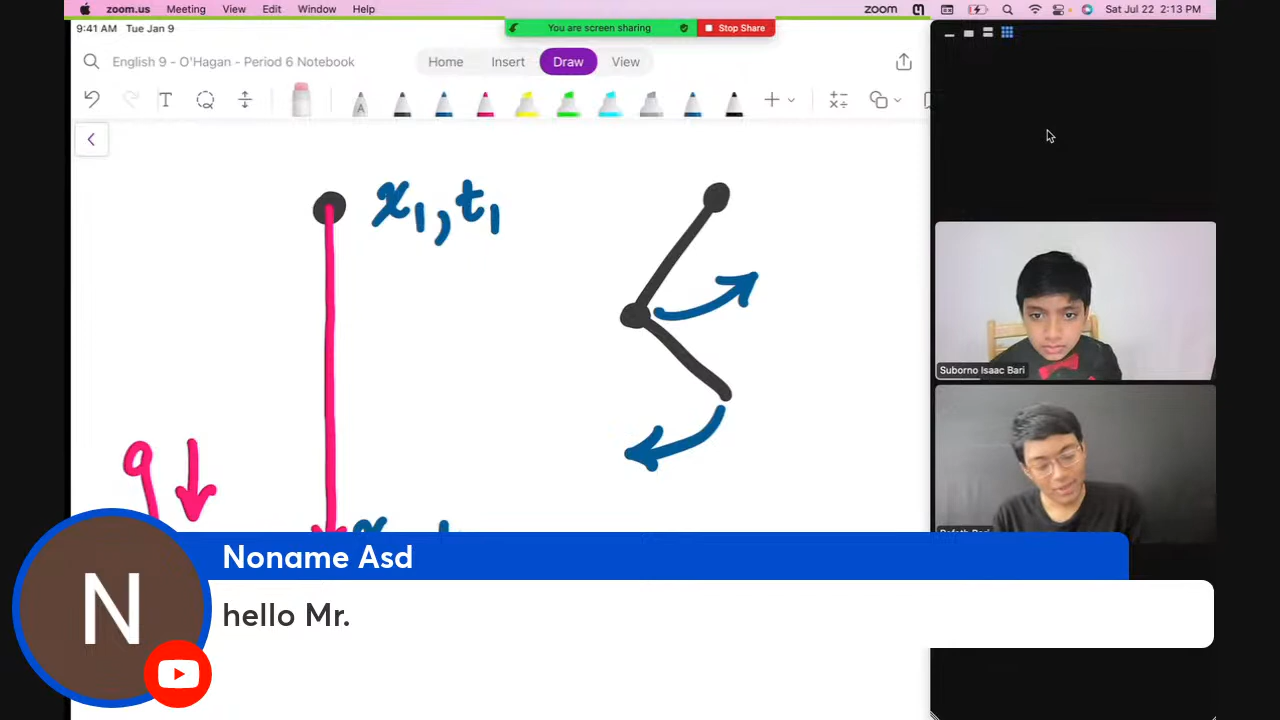 zoom.us Meeting View Edit Window Help zoom Sat Jul 22 2:13 PM
9:41 AM Tue Jan 9
You are screen sharing Stop Share
English 9 - O'Hagan - Period 6 Notebook
Home Insert Draw View
T A
x₁, t₁
g
Suborno Isaac Bari
Noname Asd
N
hello Mr.